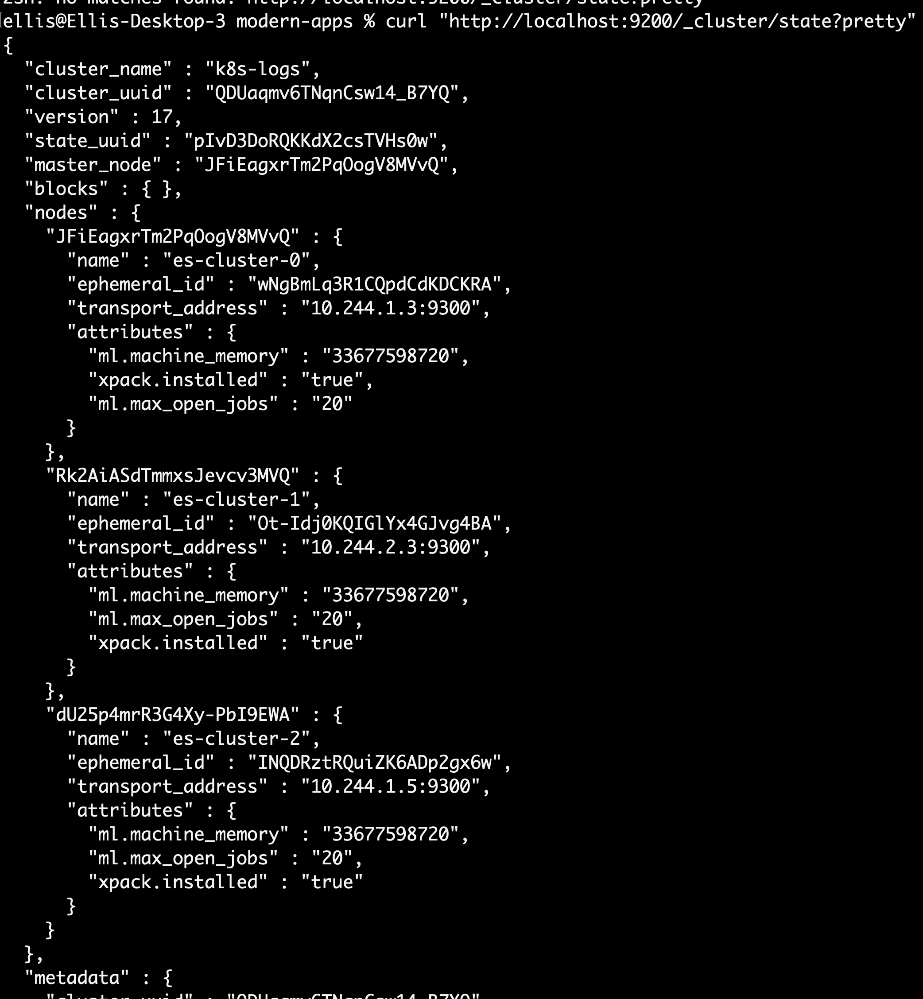 zsh: no matches found: http://localhost:9200/_cluster/state?pretty
ellis@Ellis-Desktop-3 modern-apps % curl "http://localhost:9200/_cluster/state?pretty"
{
  "cluster_name" : "k8s-logs",
  "cluster_uuid" : "QDUaqmv6TNqnCsw14_B7YQ",
  "version" : 17,
  "state_uuid" : "pIvD3DoRQKKdX2csTVHs0w",
  "master_node" : "JFiEagxrTm2PqOogV8MVvQ",
  "blocks" : { },
  "nodes" : {
    "JFiEagxrTm2PqOogV8MVvQ" : {
      "name" : "es-cluster-0",
      "ephemeral_id" : "wNgBmLq3R1CQpdCdKDCKRA",
      "transport_address" : "10.244.1.3:9300",
      "attributes" : {
        "ml.machine_memory" : "33677598720",
        "xpack.installed" : "true",
        "ml.max_open_jobs" : "20"
      }
    },
    "Rk2AiASdTmmxsJevcv3MVQ" : {
      "name" : "es-cluster-1",
      "ephemeral_id" : "Ot-Idj0KQIGlYx4GJvg4BA",
      "transport_address" : "10.244.2.3:9300",
      "attributes" : {
        "ml.machine_memory" : "33677598720",
        "ml.max_open_jobs" : "20",
        "xpack.installed" : "true"
      }
    },
    "dU25p4mrR3G4Xy-PbI9EWA" : {
      "name" : "es-cluster-2",
      "ephemeral_id" : "INQDRztRQuiZK6ADp2gx6w",
      "transport_address" : "10.244.1.5:9300",
      "attributes" : {
        "ml.machine_memory" : "33677598720",
        "ml.max_open_jobs" : "20",
        "xpack.installed" : "true"
      }
    }
  },
  "metadata" : {
    "cluster_uuid" : "QDUaqmv6TNqnCsw14_B7YQ"